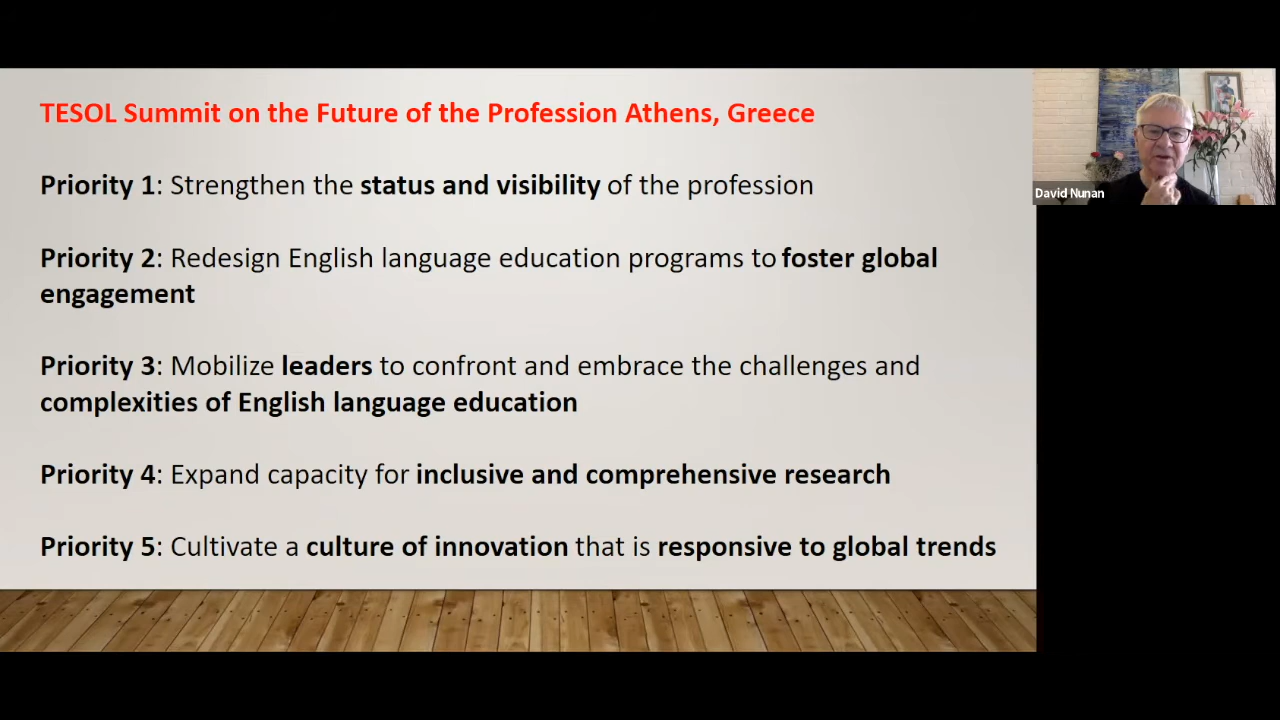 TESOL Summit on the Future of the Profession Athens, Greece
Priority 1: Strengthen the status and visibility of the profession
Priority 2: Redesign English language education programs to foster global
engagement
Priority 3: Mobilize leaders to confront and embrace the challenges and
complexities of English language education
Priority 4: Expand capacity for inclusive and comprehensive research
Priority 5: Cultivate a culture of innovation that is responsive to global trends
David Nunan